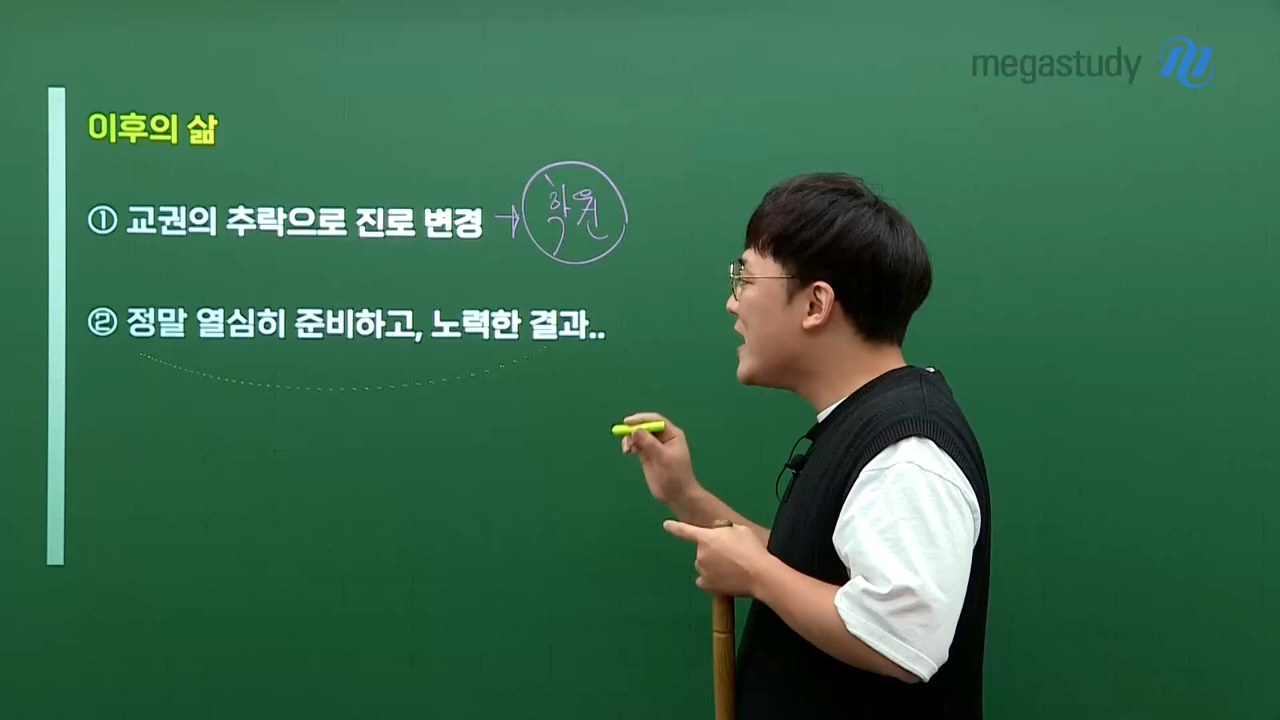 megastudy
이후의 삶
① 교권의 추락으로 진로 변경 → 학원
② 정말 열심히 준비하고, 노력한 결과..